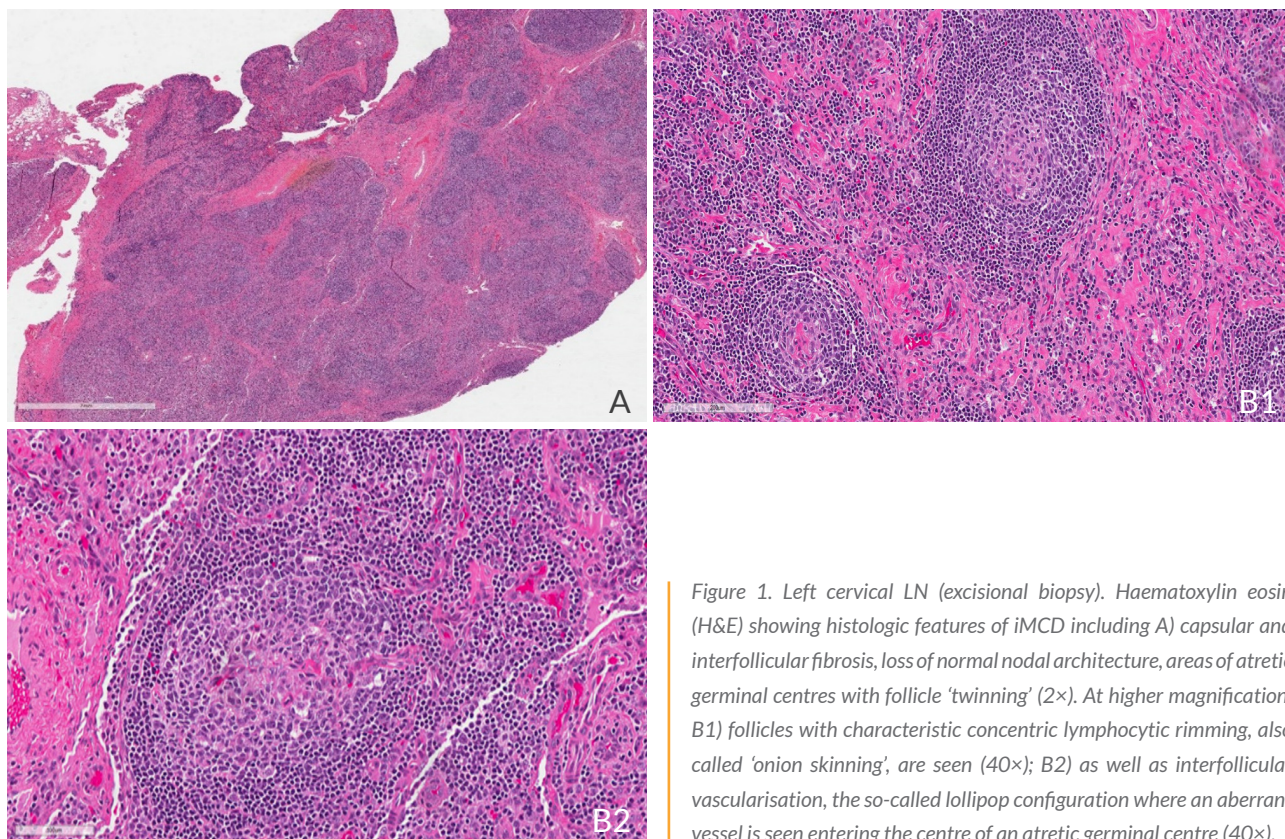 A
B1
B2
Figure 1. Left cervical LN (excisional biopsy). Haematoxylin eosin
(H&E) showing histologic features of iMCD including A) capsular and
interfollicular fibrosis, loss of normal nodal architecture, areas of atretic
germinal centres with follicle ‘twinning’ (2×). At higher magnification,
B1) follicles with characteristic concentric lymphocytic rimming, also
called ‘onion skinning’, are seen (40×); B2) as well as interfollicular
vascularisation, the so-called lollipop configuration where an aberrant
vessel is seen entering the centre of an atretic germinal centre (40×)